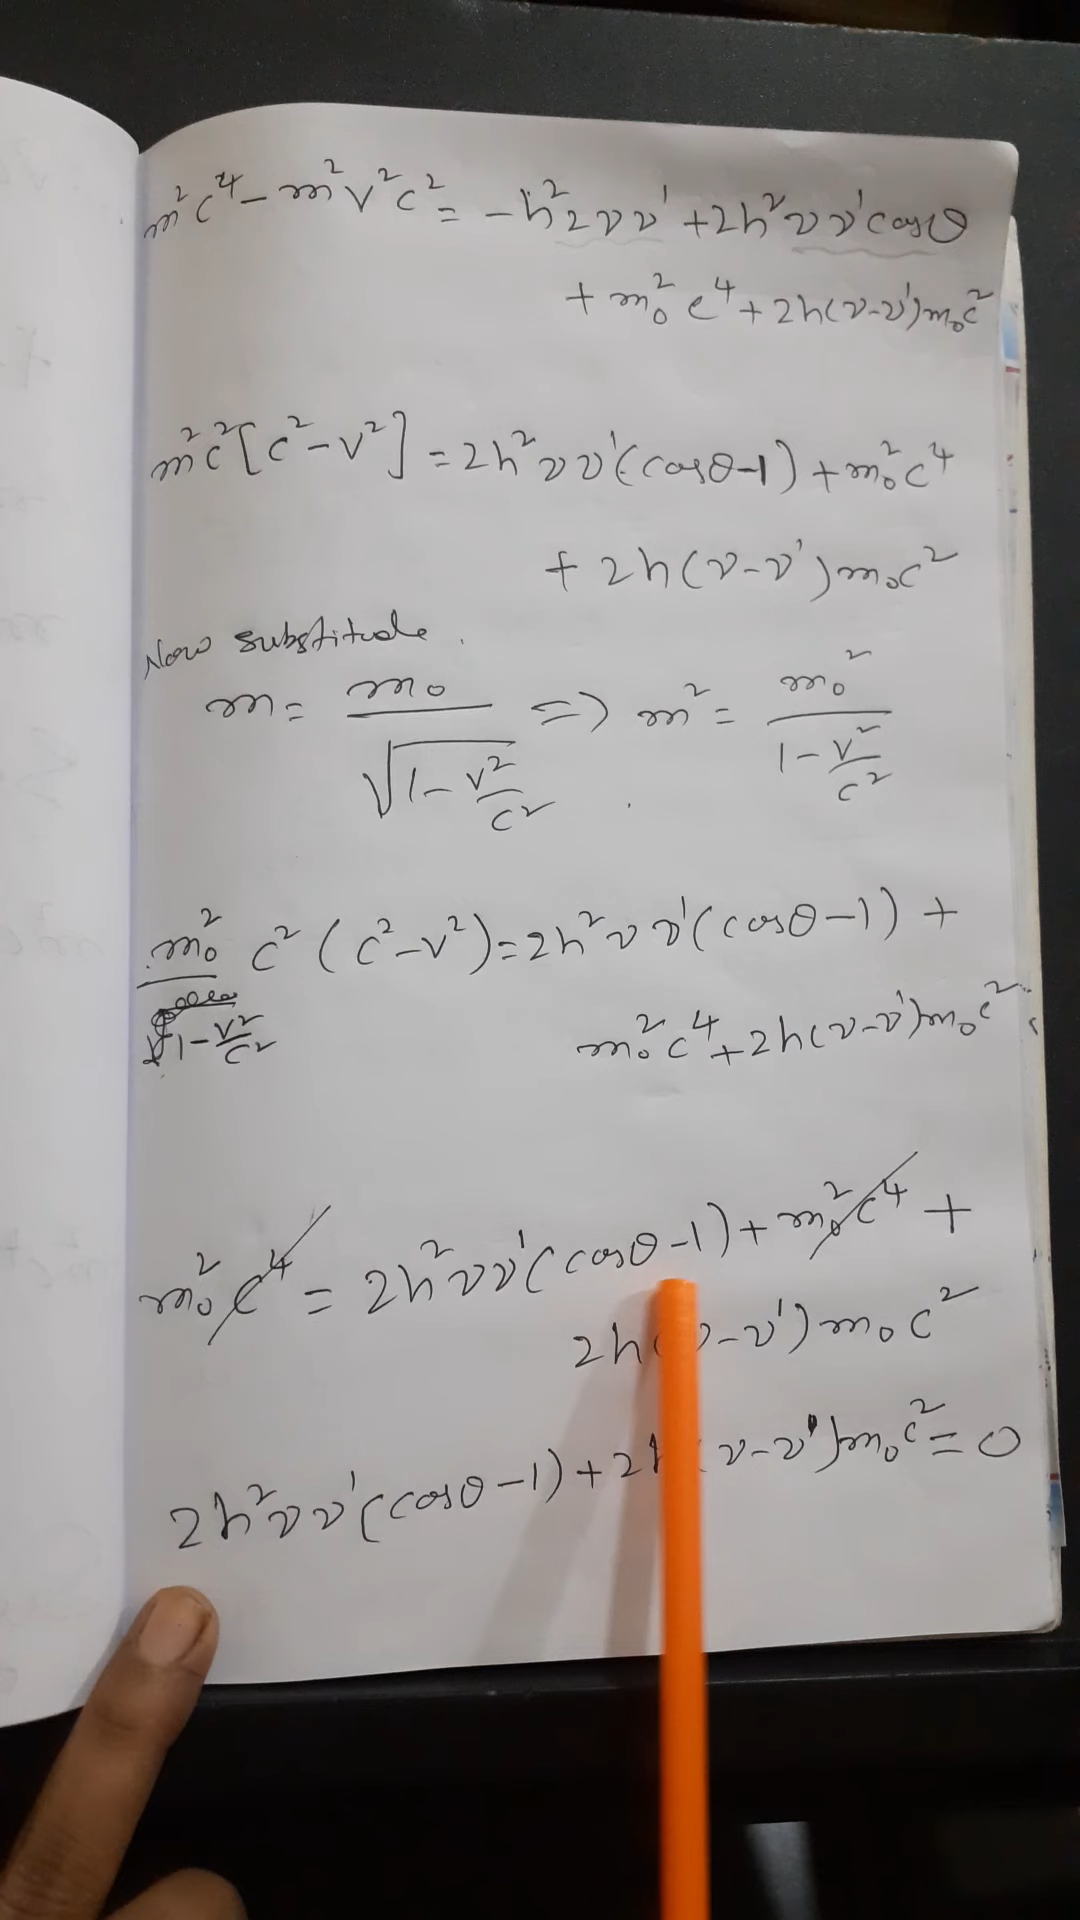 m²c⁴ - m²v²c² = -h²2νν' + 2h²νν'cosθ
+ m₀²c⁴ + 2h(ν-ν')m₀c²
m²c²[c²-v²] = 2h²νν'(cosθ-1) + m₀²c⁴
+ 2h(ν-ν')m₀c²
Now substitude.
m = m₀/√(1-v²/c²) => m² = m₀²/(1-v²/c²)
m₀²/(1-v²/c²) c²(c²-v²) = 2h²νν'(cosθ-1) +
m₀²c⁴ + 2h(ν-ν')m₀c²
m₀²c⁴ = 2h²νν'(cosθ-1) + m₀²c⁴ +
2h(ν-ν')m₀c²
2h²νν'(cosθ-1) + 2h(ν-ν')m₀c² = 0